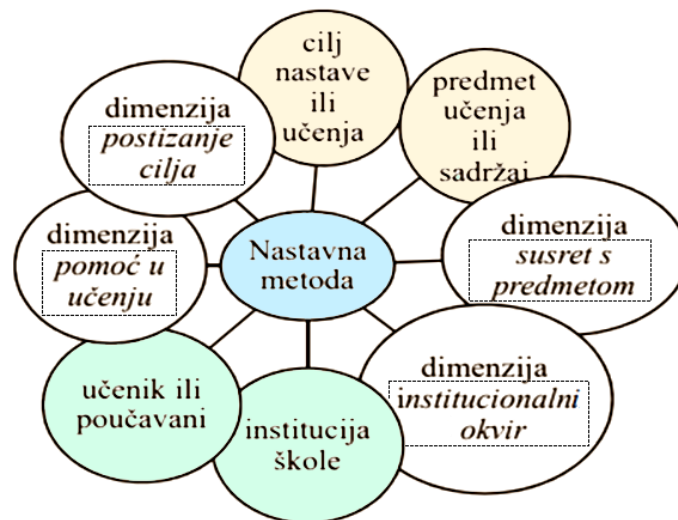 cilj
nastave
ili
učenja
predmet
učenja
ili
sadržaj
dimenzija
postizanje
cilja
dimenzija
susret s
predmetom
Nastavna
metoda
dimenzija
pomoć u
učenju
dimenzija
institucionalni
okvir
učenik ili
poučavani
institucija
škole